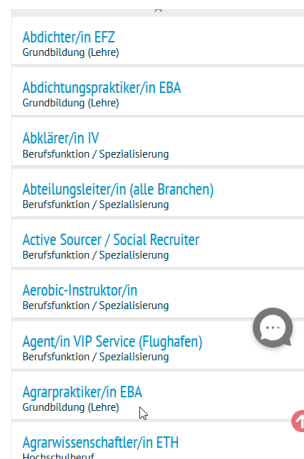 Abdichter/in EFZ
Grundbildung (Lehre)
Abdichtungspraktiker/in EBA
Grundbildung (Lehre)
Abklärer/in IV
Berufsfunktion / Spezialisierung
Abteilungsleiter/in (alle Branchen)
Berufsfunktion / Spezialisierung
Active Sourcer / Social Recruiter
Berufsfunktion / Spezialisierung
Aerobic-Instruktor/in
Berufsfunktion / Spezialisierung
Agent/in VIP Service (Flughafen)
Berufsfunktion / Spezialisierung
Agrarpraktiker/in EBA
Grundbildung (Lehre)
Agrarwissenschaftler/in ETH
Hochschulberuf